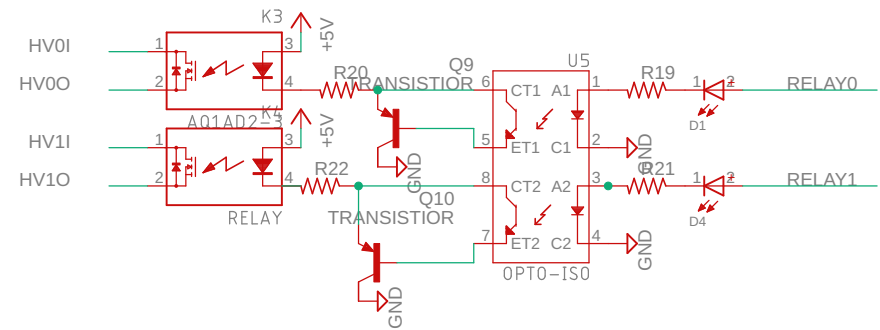 K3
+5V
HV0I
1
3
HV0O
2
4
R20
TRANSISTIOR
Q9
U5
6
CT1
A1
1
R19
1
2
RELAY0
D1
5
ET1
C1
2
GND
GND
AQ1AD2-3
K4
+5V
HV1I
1
3
HV1O
2
4
R22
Q10
TRANSISTIOR
8
CT2
A2
3
R21
1
2
RELAY1
D4
7
ET2
C2
4
GND
RELAY
OPTO-ISO
GND